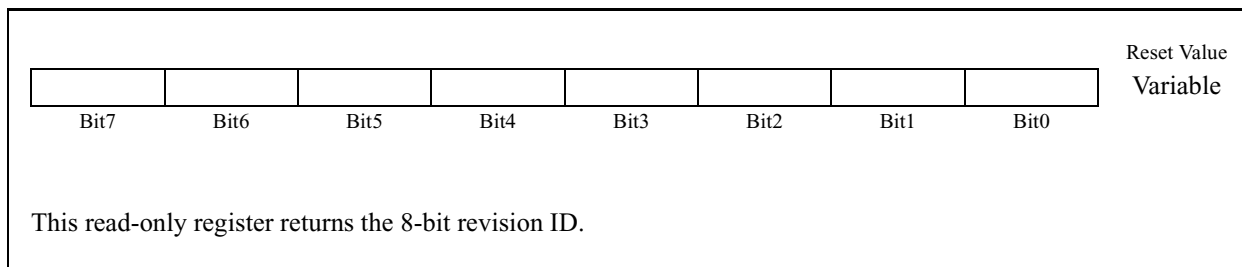 Reset Value
Variable
Bit7 Bit6 Bit5 Bit4 Bit3 Bit2 Bit1 Bit0
This read-only register returns the 8-bit revision ID.